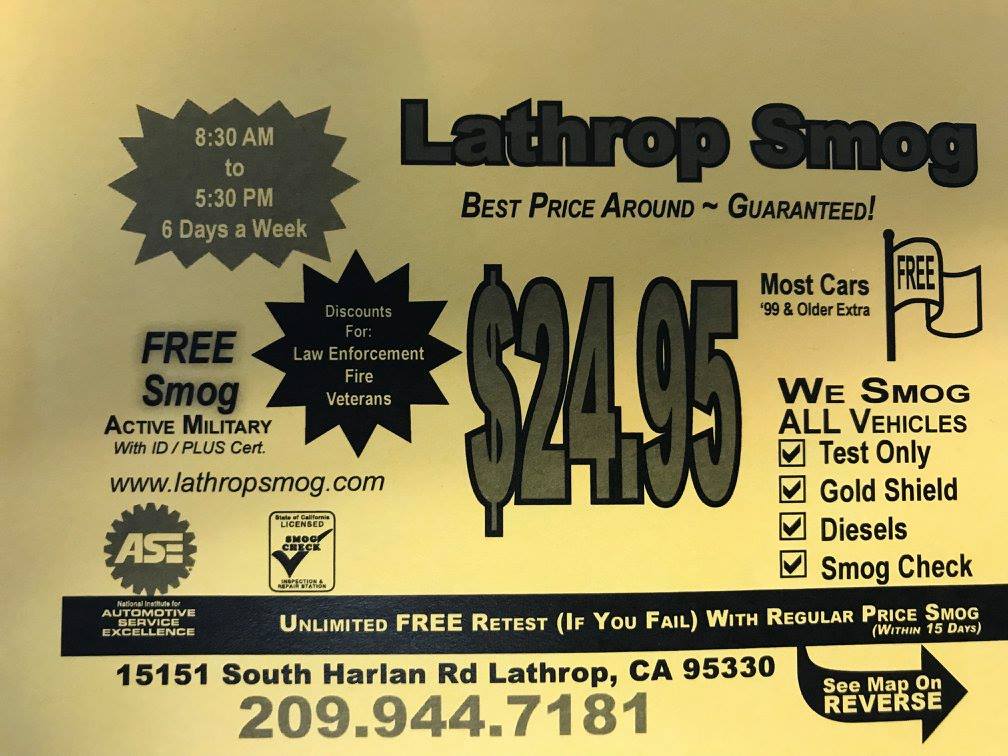 8:30 AM
to
5:30 PM
6 Days a Week
Lathrop Smog
BEST PRICE AROUND ~ GUARANTEED!
Discounts
For:
Law Enforcement
Fire
Veterans
$24.95
Most Cars
'99 & Older Extra
FREE
FREE
Smog
ACTIVE MILITARY
With ID / PLUS Cert.
www.lathropsmog.com
WE SMOG
ALL VEHICLES
Test Only
Gold Shield
Diesels
Smog Check
ASE
National Institute for
AUTOMOTIVE
SERVICE
EXCELLENCE
State of California
LICENSED
SMOG
CHECK
INSPECTION &
REPAIR STATION
UNLIMITED FREE RETEST (IF YOU FAIL) WITH REGULAR PRICE SMOG
(WITHIN 15 DAYS)
15151 South Harlan Rd Lathrop, CA 95330
209.944.7181
See Map On
REVERSE